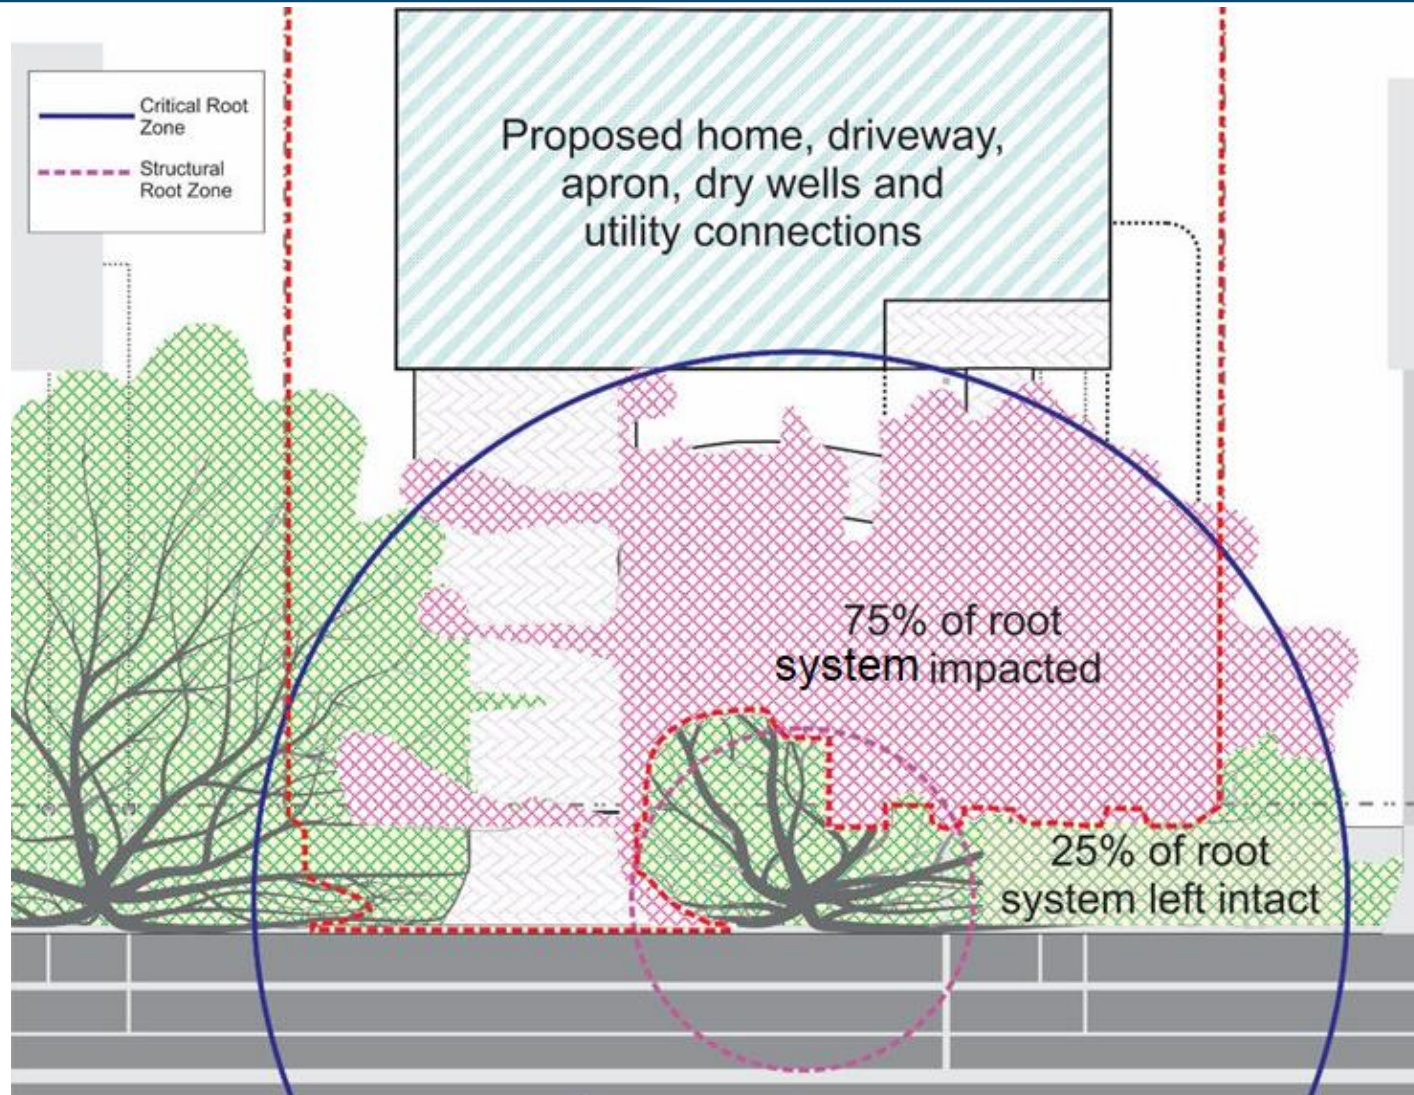 Critical Root
Zone
Structural
Root Zone
Proposed home, driveway,
apron, dry wells and
utility connections
75% of root
system impacted
25% of root
system left intact